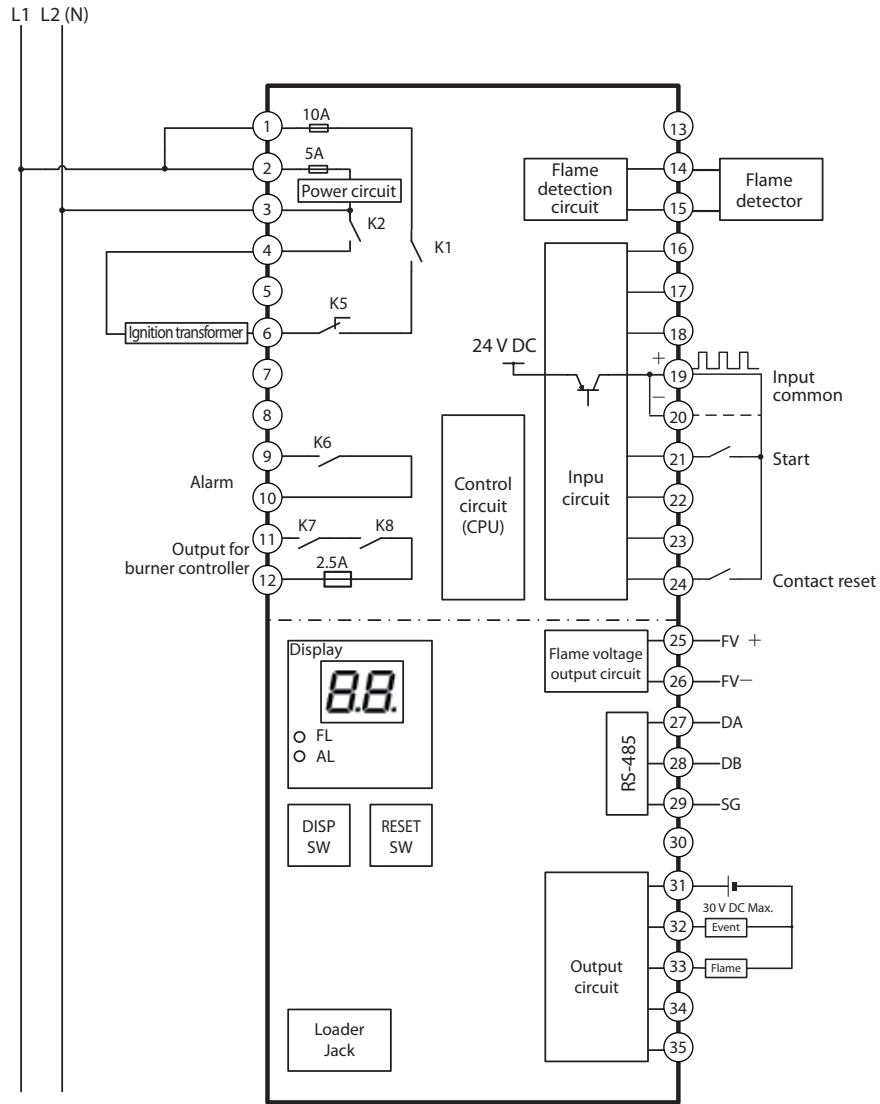 L1 L2 (N)
1
10A
2
5A
Power circuit
3
K2
4
K1
5
K5
6
Ignition transformer
7
8
9
K6
Alarm
10
11
K7
K8
Output for
burner controller
12
2.5A
13
14
15
Flame
detection
circuit
Flame
detector
16
17
18
24 V DC
+
19
−
20
Input
common
21
Start
22
23
24
Contact reset
Control
circuit
(CPU)
Inpu
circuit
Display
8.8.
FL
AL
DISP
SW
RESET
SW
Loader
Jack
Flame voltage
output circuit
25
FV +
26
FV−
RS-485
27
DA
28
DB
29
SG
30
31
30 V DC Max.
32
Event
33
Flame
34
35
Output
circuit